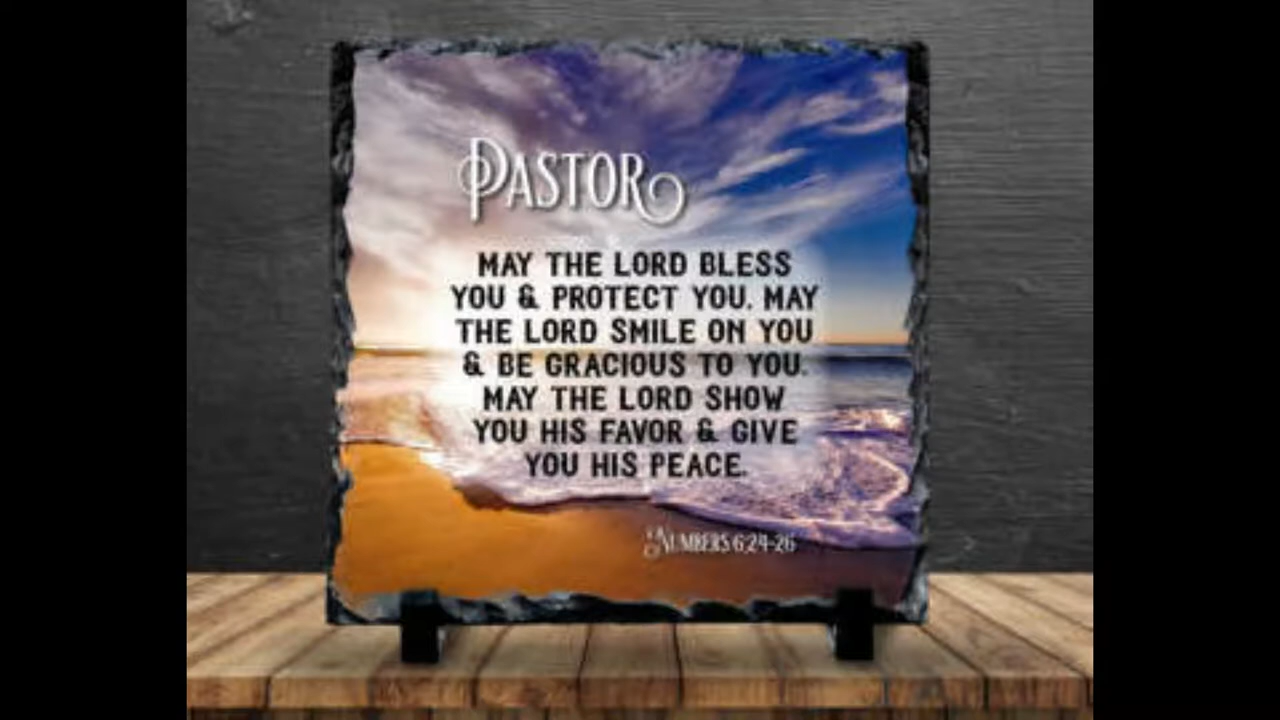 PASTOR
MAY THE LORD BLESS
YOU & PROTECT YOU. MAY
THE LORD SMILE ON YOU
& BE GRACIOUS TO YOU.
MAY THE LORD SHOW
YOU HIS FAVOR & GIVE
YOU HIS PEACE.
NUMBERS 6:24-26